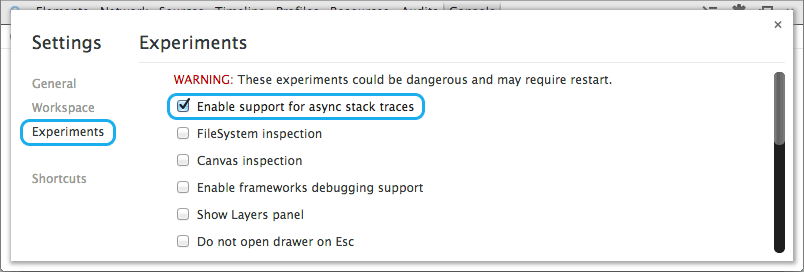 Elements Network Sources Timeline Profiles Resources Audits Console
Settings
Experiments
×
General
Workspace
Experiments
Shortcuts
WARNING: These experiments could be dangerous and may require restart.
Enable support for async stack traces
FileSystem inspection
Canvas inspection
Enable frameworks debugging support
Show Layers panel
Do not open drawer on Esc